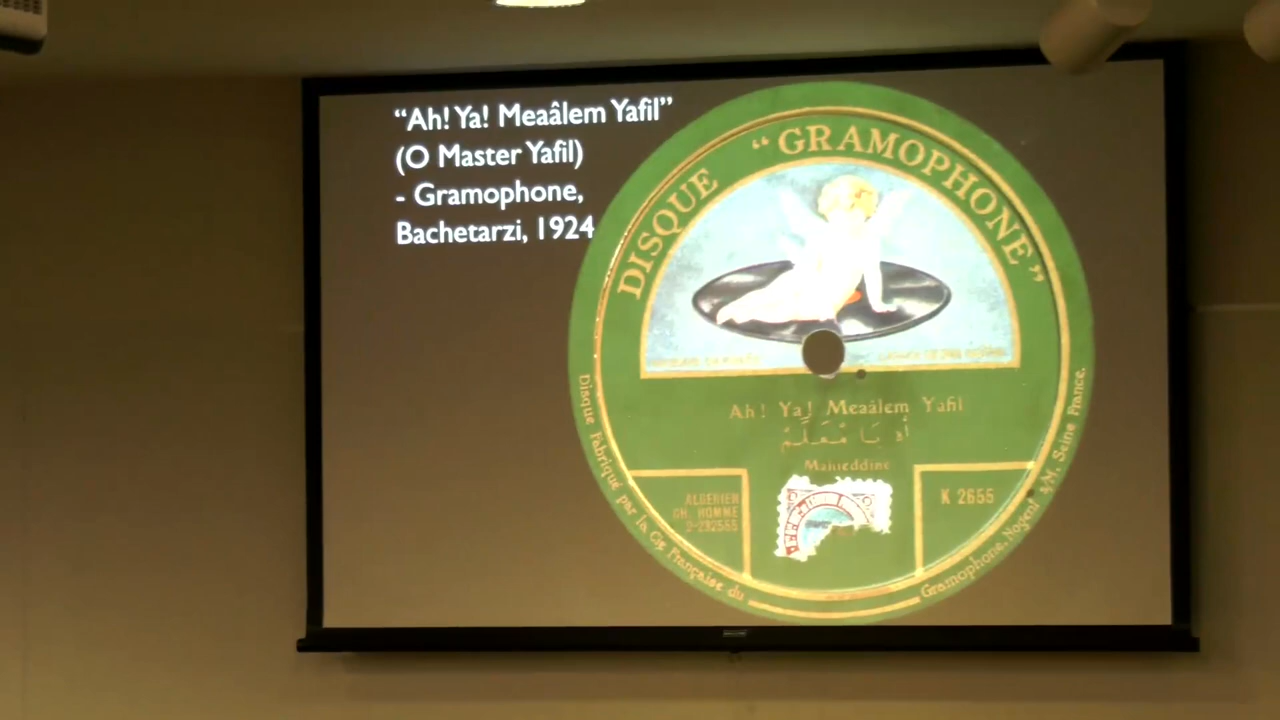 “Ah! Ya! Meaâlem Yafil”
(O Master Yafil)
- Gramophone,
Bachetarzi, 1924
DISQUE “GRAMOPHONE”
Ah! Ya! Meaâlem Yafil
أه يَا مْعَلَّمْ
Mahieddine
ALGERIEN
CH. HOMME
2-232555
K 2655
Disque Fabriqué par la Cie Française du Gramophone, Nogent s/M. Seine France.